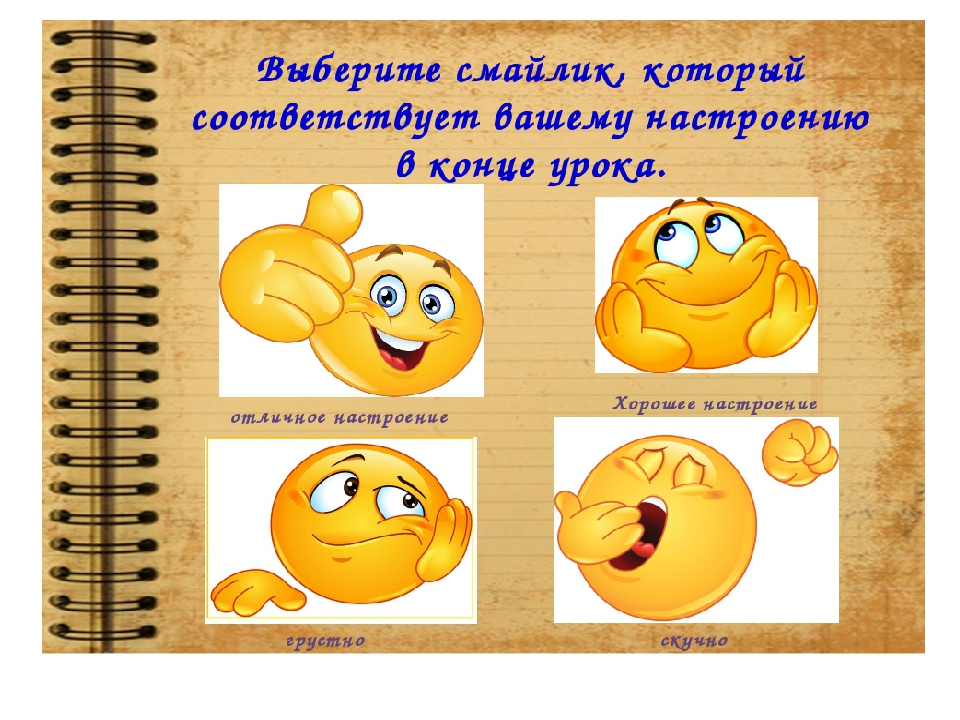 Выберите смайлик, который
соответствует вашему настроению
в конце урока.
отличное настроение
Хорошее настроение
грустно
скучно